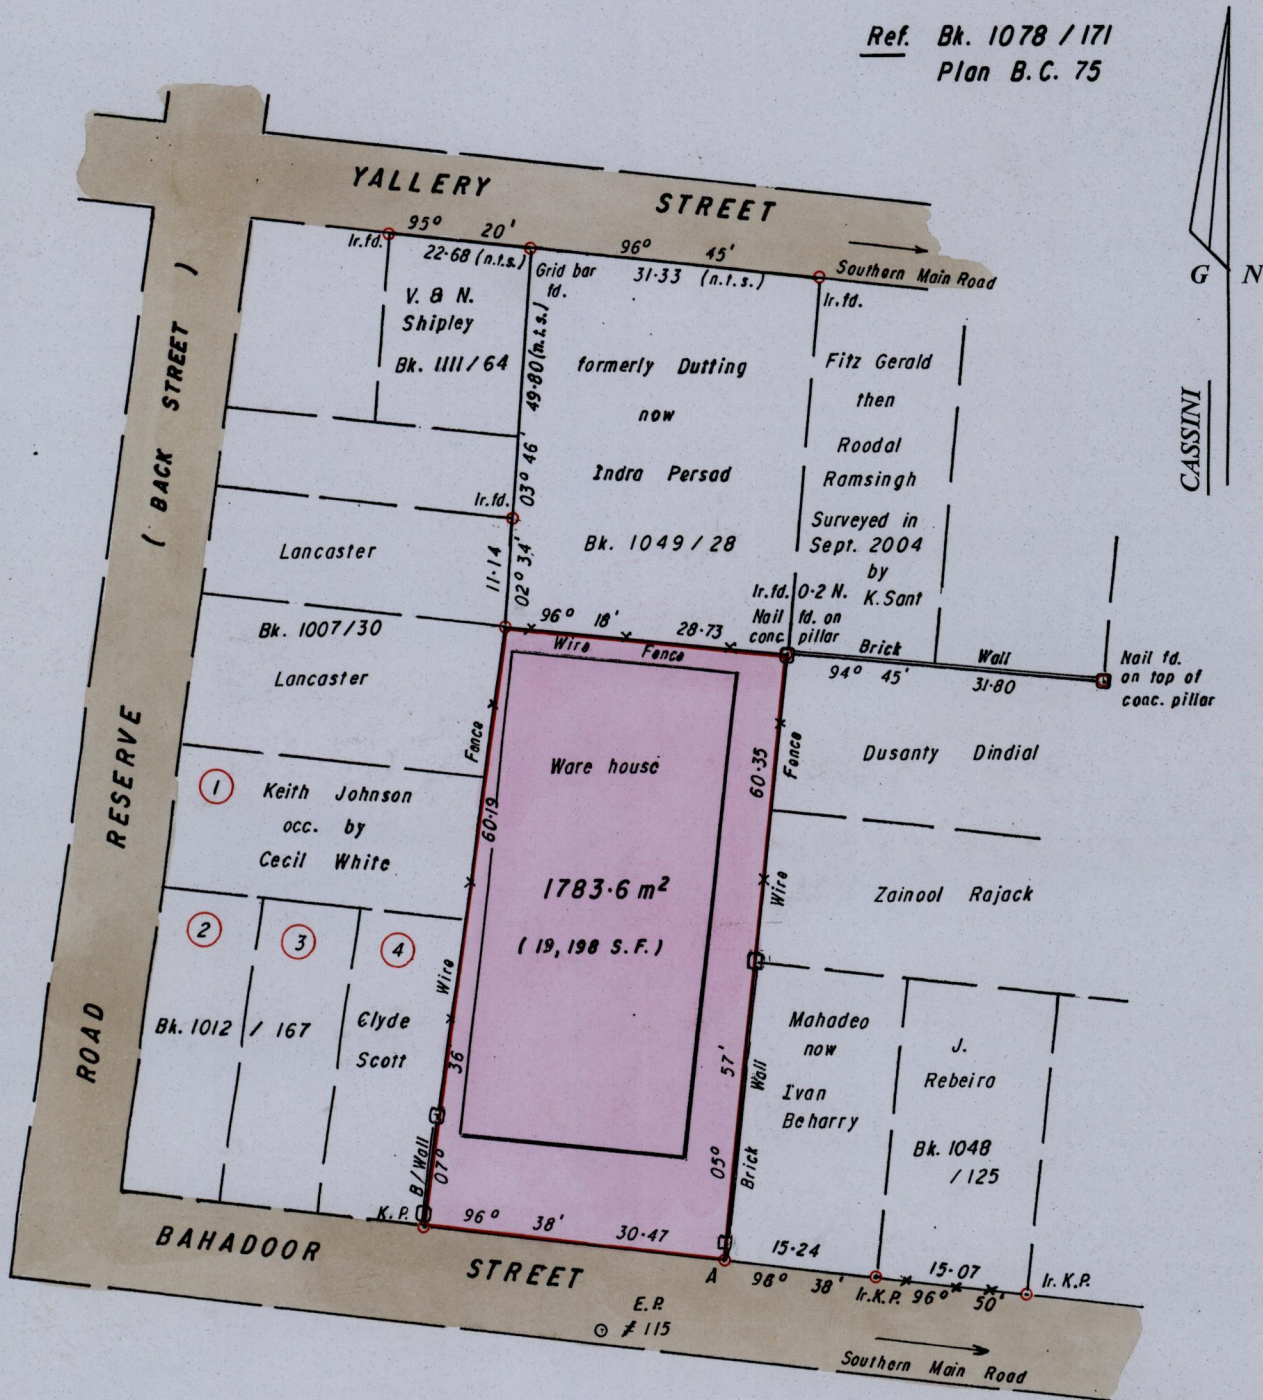 Ref. Bk. 1078 / 171
Plan B.C. 75
G N
CASSINI
YALLERY STREET
Southern Main Road
95° 20'
22·68 (n.t.s.)
96° 45'
31·33 (n.t.s.)
Ir.fd.
Grid bar
fd.
Ir.fd.
V. & N.
Shipley
Bk. 1111/64
49·80 (n.t.s.)
03° 46'
formerly Dutting
now
Indra Persad
Bk. 1049 / 28
Fitz Gerald
then
Roodal
Ramsingh
Surveyed in
Sept. 2004
by
K.Sant
( BACK STREET )
Ir.fd.
Lancaster
11·14
02° 34'
Bk. 1007/30
Lancaster
96° 18' 28·73
Wire Fence
Ir.fd. 0·2 N.
Nail fd. on
conc. pillar
Brick Wall
94° 45' 31·80
Nail fd.
on top of
conc. pillar
Fence
60·19
Ware house
1783·6 m²
( 19, 198 S.F. )
60·35
Fence
Wire
Dusanty Dindial
Zainool Rajack
ROAD RESERVE
1
Keith Johnson
occ. by
Cecil White
2
3
4
Bk. 1012 / 167
Clyde
Scott
Wire
36'
07°
B/Wall
K.P.
57'
05°
Wall
Brick
Mahadeo
now
Ivan
Beharry
J.
Rebeiro
Bk. 1048
/ 125
96° 38' 30·47
A
15·24
96° 38'
Ir.K.P.
15·07
96° 50'
Ir. K.P.
BAHADOOR STREET
E.P.
# 115
Southern Main Road